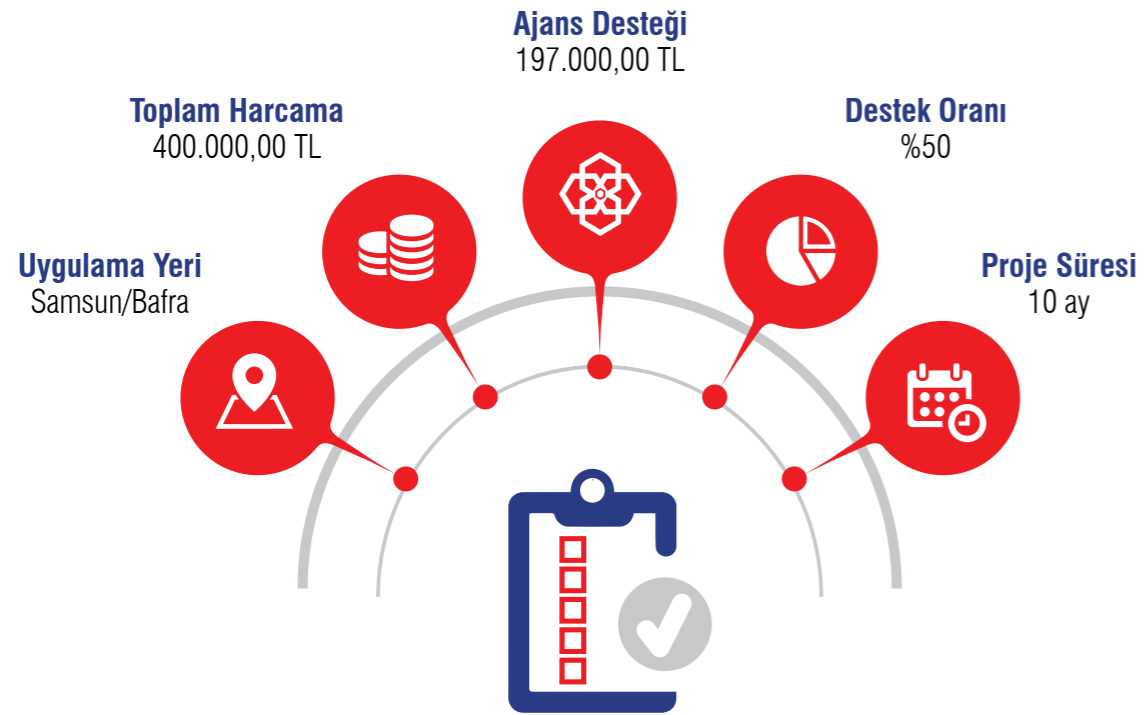 Ajans Desteği
197.000,00 TL
Toplam Harcama
400.000,00 TL
Destek Oranı
%50
Uygulama Yeri
Samsun/Bafra
Proje Süresi
10 ay